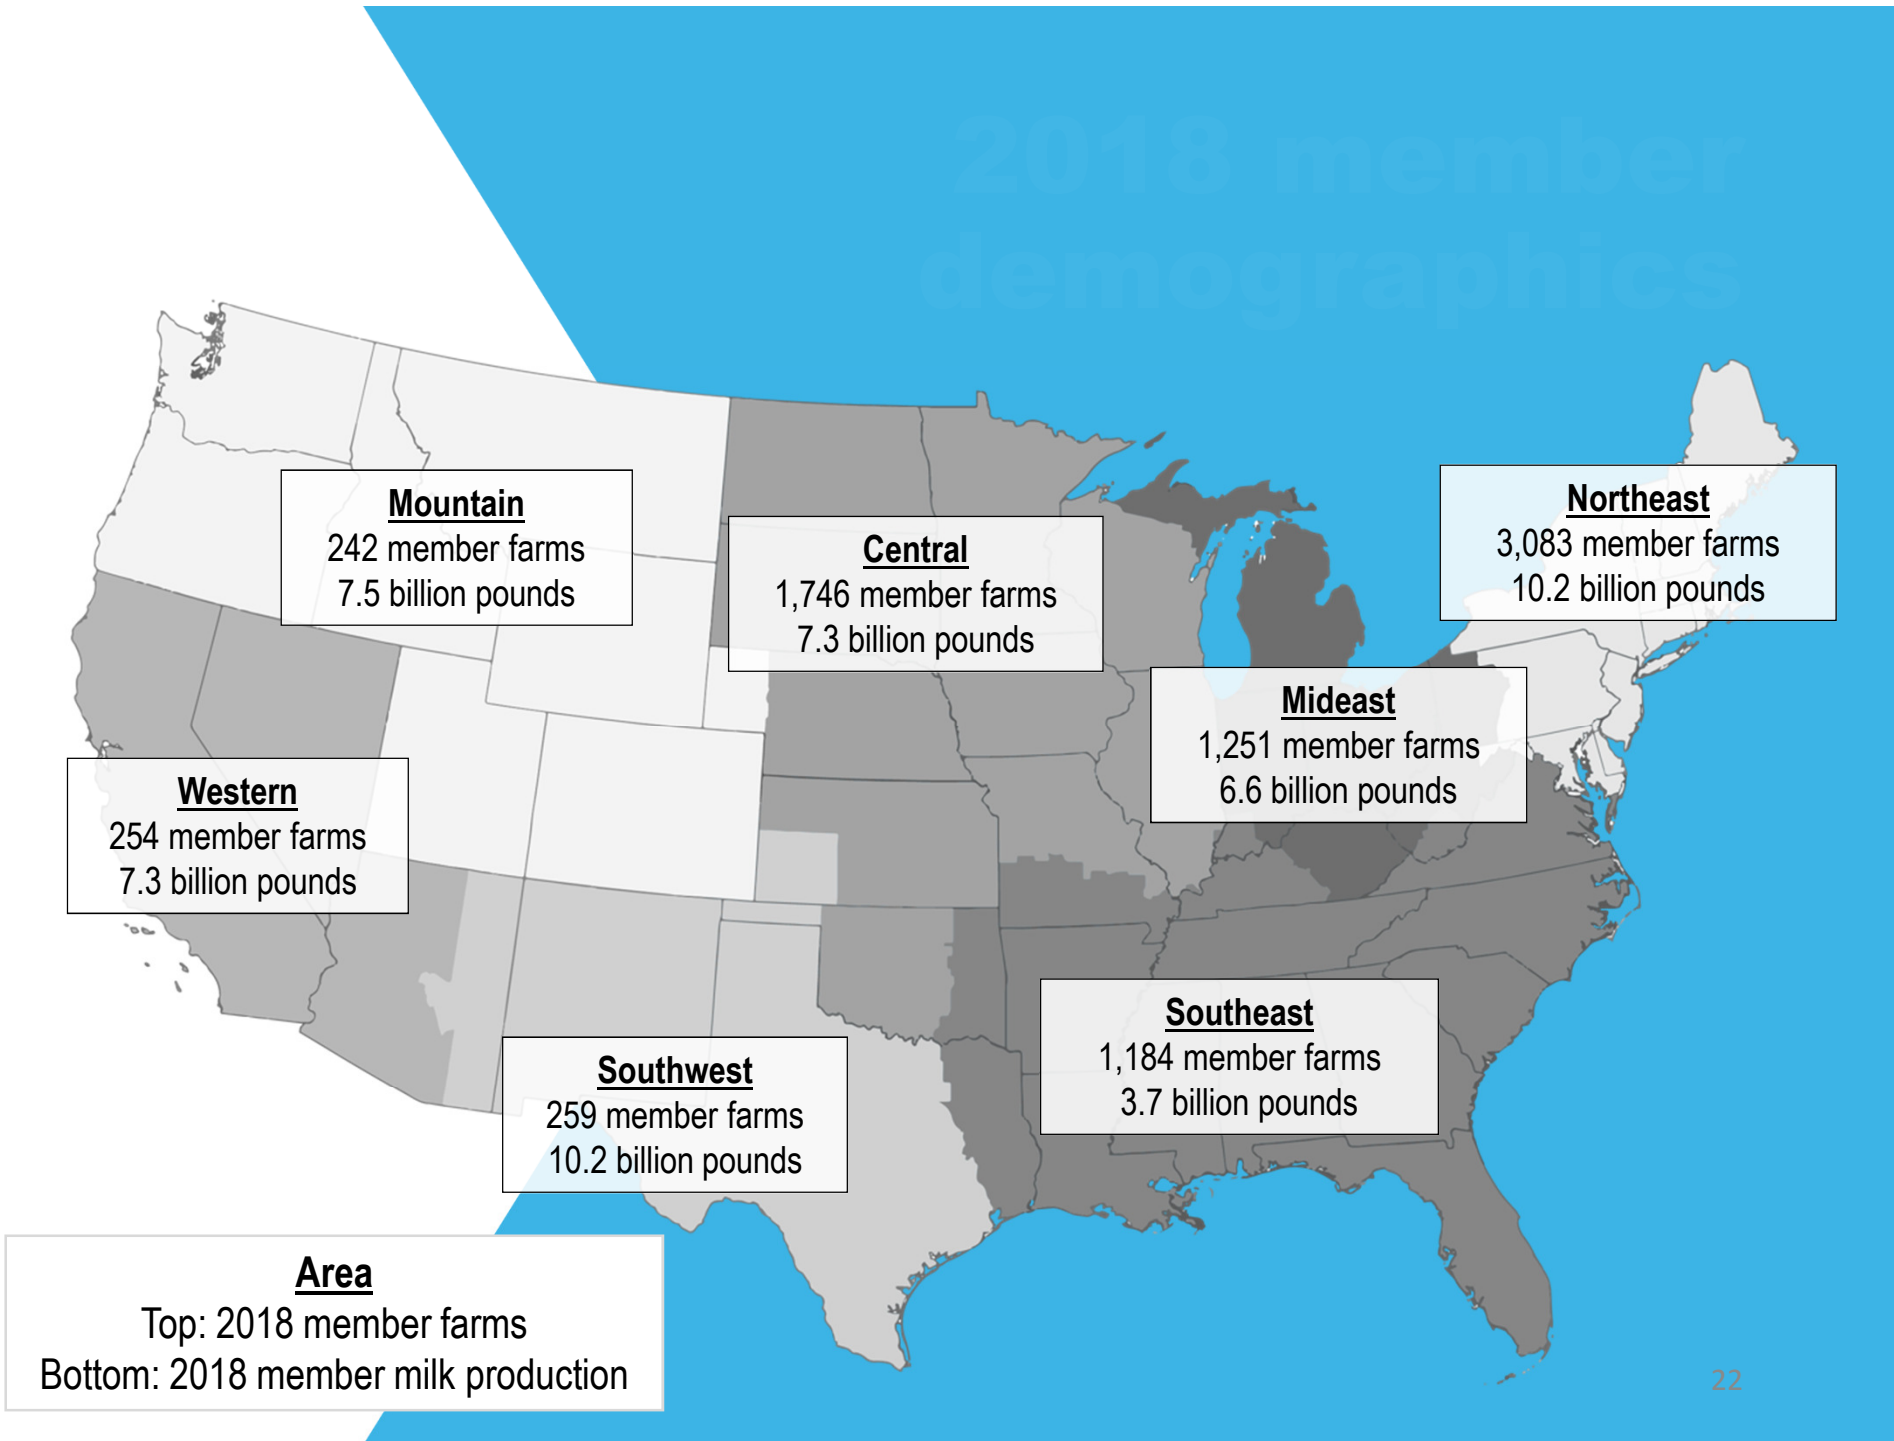 2018 member
demographics
Mountain
242 member farms
7.5 billion pounds
Central
1,746 member farms
7.3 billion pounds
Northeast
3,083 member farms
10.2 billion pounds
Mideast
1,251 member farms
6.6 billion pounds
Western
254 member farms
7.3 billion pounds
Southeast
1,184 member farms
3.7 billion pounds
Southwest
259 member farms
10.2 billion pounds
Area
Top: 2018 member farms
Bottom: 2018 member milk production
22